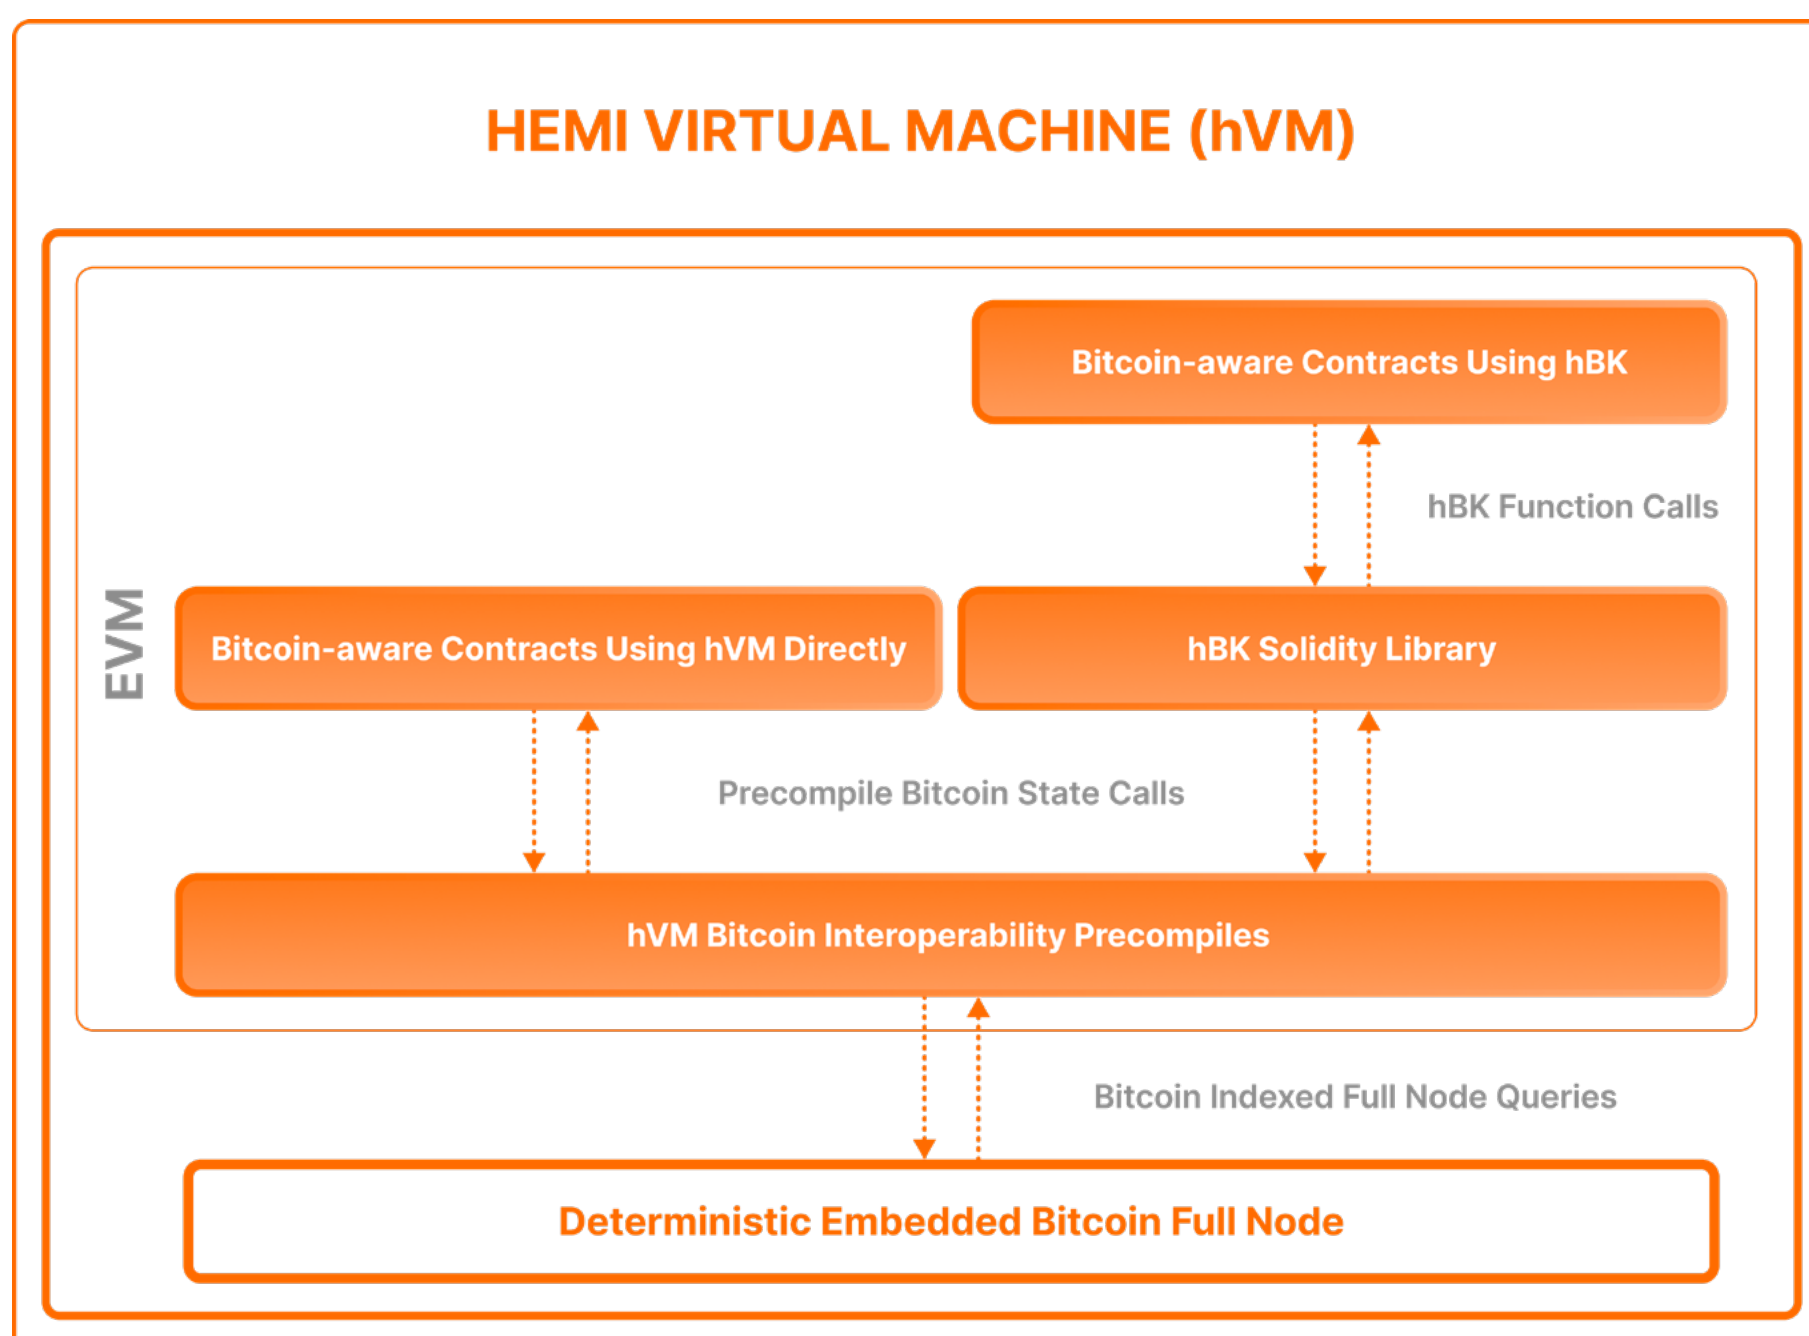 HEMI VIRTUAL MACHINE (hVM)
Bitcoin-aware Contracts Using hBK
hBK Function Calls
EVM
Bitcoin-aware Contracts Using hVM Directly
hBK Solidity Library
Precompile Bitcoin State Calls
hVM Bitcoin Interoperability Precompiles
Bitcoin Indexed Full Node Queries
Deterministic Embedded Bitcoin Full Node